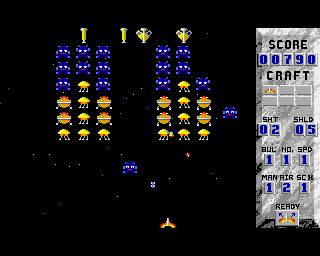 SCORE
00790
CRAFT
SHT SHLD
02 05
BUL NO. SPD
1 1 1
MAN AIR SCX
1 2 1
READY